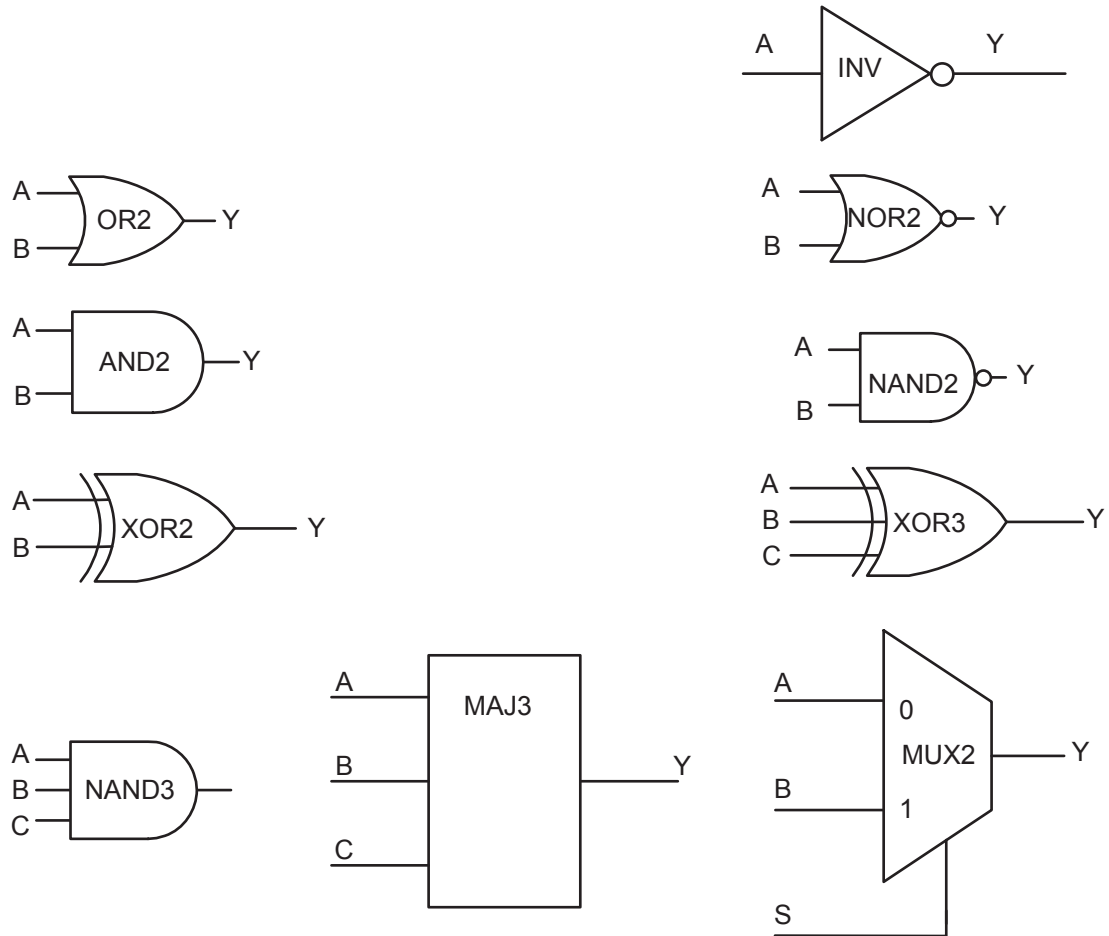 A INV Y
A OR2 Y
B
A NOR2 Y
B
A AND2 Y
B
A NAND2 Y
B
A XOR2 Y
B
A
B XOR3 Y
C
A
B NAND3
C
A MAJ3
B Y
C
A 0
MUX2 Y
B 1
S